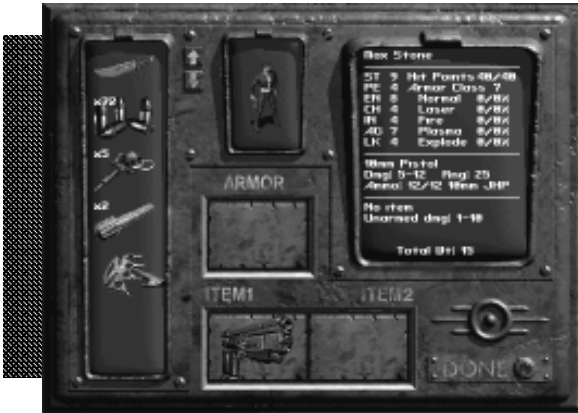 x5
x2
Max Stone
ST 9 Hit Points 40/40
PE 4 Armor Class 7
EN 8 Normal 0/0%
CH 4 Laser 0/0%
IN 4 Fire 0/0%
AG 7 Plasma 0/0%
LK 4 Explode 0/0%
10mm Pistol
Dmg: 5-12 Rng: 25
Ammo: 12/12 10mm JHP
No item
Unarmed dmg: 1-10
Total Wt: 15
ARMOR
ITEM1
ITEM2
DONE